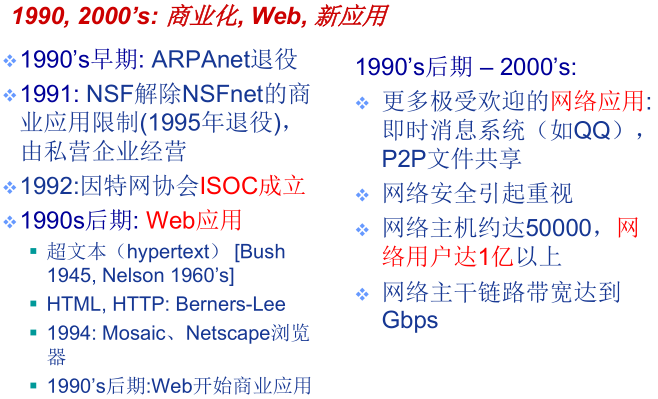 1990, 2000’s: 商业化, Web, 新应用
1990’s早期: ARPAnet退役
1991: NSF解除NSFnet的商
业应用限制(1995年退役)，
由私营企业经营
1992:因特网协会ISOC成立
1990s后期: Web应用
超文本（hypertext） [Bush
1945, Nelson 1960’s]
HTML, HTTP: Berners-Lee
1994: Mosaic、Netscape浏览
器
1990’s后期:Web开始商业应用
1990’s后期 – 2000’s:
更多极受欢迎的网络应用:
即时消息系统（如QQ），
P2P文件共享
网络安全引起重视
网络主机约达50000，网
络用户达1亿以上
网络主干链路带宽达到
Gbps